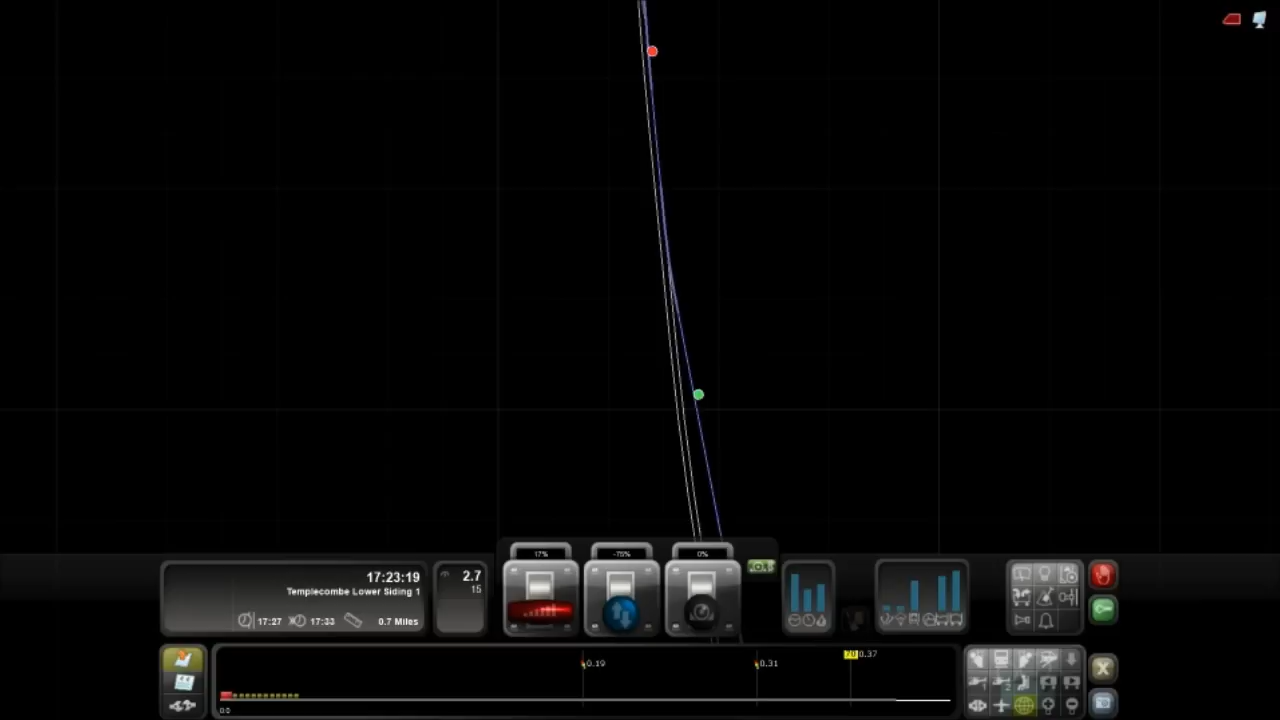 17% -75% 0%
17:23:19
Templecombe Lower Siding 1
17:27 17:33 0.7 Miles
2.7
15
0.19 0.31 70 0.37
0.0